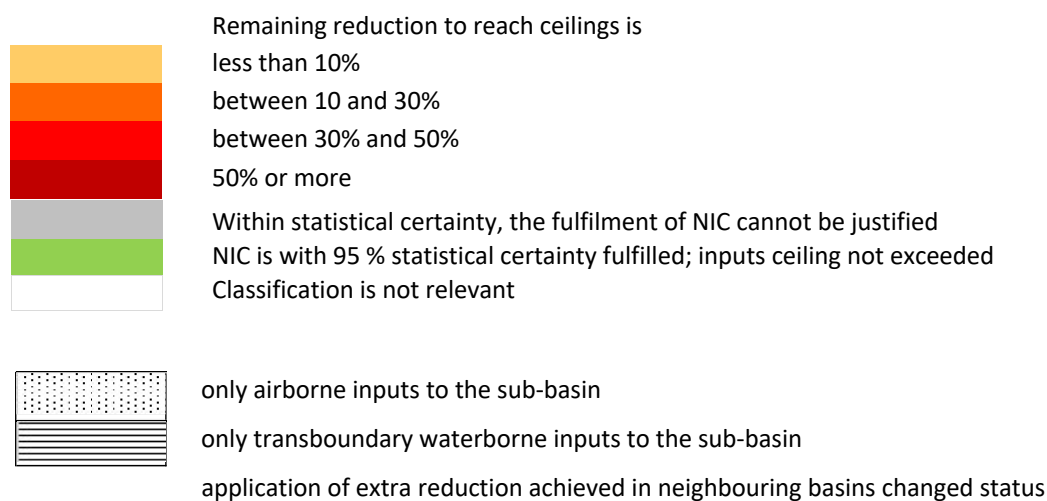 Remaining reduction to reach ceilings is
less than 10%
between 10 and 30%
between 30% and 50%
50% or more
Within statistical certainty, the fulfilment of NIC cannot be justified
NIC is with 95 % statistical certainty fulfilled; inputs ceiling not exceeded
Classification is not relevant
only airborne inputs to the sub-basin
only transboundary waterborne inputs to the sub-basin
application of extra reduction achieved in neighbouring basins changed status